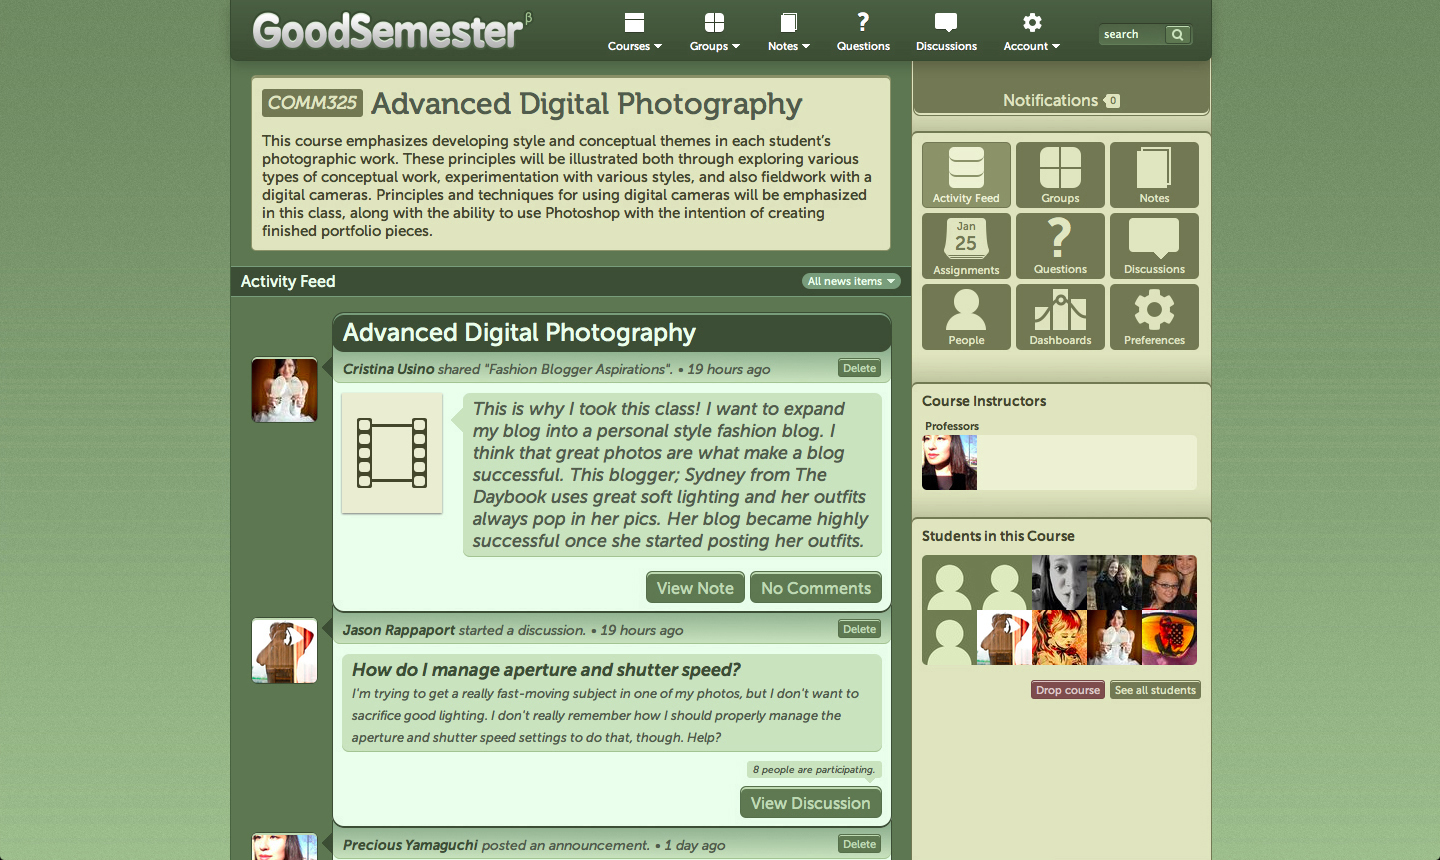 GoodSemester β
Courses
Groups
Notes
Questions
Discussions
Account
search
COMM325 Advanced Digital Photography
This course emphasizes developing style and conceptual themes in each student's
photographic work. These principles will be illustrated both through exploring various
types of conceptual work, experimentation with various styles, and also fieldwork with a
digital cameras. Principles and techniques for using digital cameras will be emphasized
in this class, along with the ability to use Photoshop with the intention of creating
finished portfolio pieces.
Activity Feed
All news items
Advanced Digital Photography
Cristina Usino shared "Fashion Blogger Aspirations". • 19 hours ago
Delete
This is why I took this class! I want to expand
my blog into a personal style fashion blog. I
think that great photos are what make a blog
successful. This blogger; Sydney from The
Daybook uses great soft lighting and her outfits
always pop in her pics. Her blog became highly
successful once she started posting her outfits.
View Note
No Comments
Jason Rappaport started a discussion. • 19 hours ago
Delete
How do I manage aperture and shutter speed?
I'm trying to get a really fast-moving subject in one of my photos, but I don't want to
sacrifice good lighting. I don't really remember how I should properly manage the
aperture and shutter speed settings to do that, though. Help?
8 people are participating.
View Discussion
Precious Yamaguchi posted an announcement. • 1 day ago
Delete
Notifications 0
Activity Feed
Groups
Notes
Jan
25
Assignments
?
Questions
Discussions
People
Dashboards
Preferences
Course Instructors
Professors
Students in this Course
Drop course
See all students